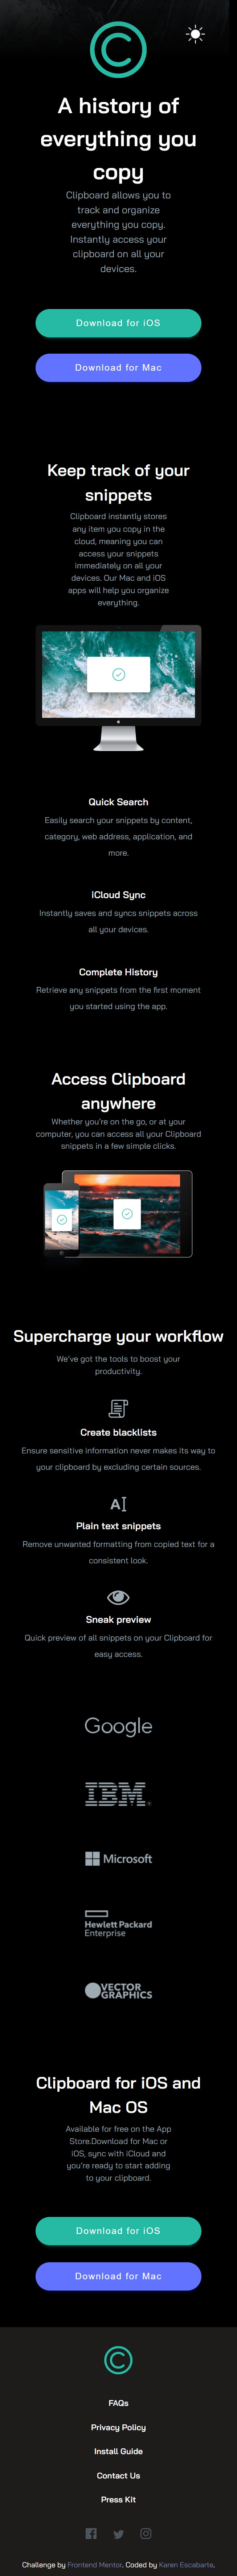 A history of
everything you
copy
Clipboard allows you to
track and organize
everything you copy.
Instantly access your
clipboard on all your
devices.
Download for iOS
Download for Mac
Keep track of your
snippets
Clipboard instantly stores
any item you copy in the
cloud, meaning you can
access your snippets
immediately on all your
devices. Our Mac and iOS
apps will help you organize
everything.
Quick Search
Easily search your snippets by content,
category, web address, application, and
more.
iCloud Sync
Instantly saves and syncs snippets across
all your devices.
Complete History
Retrieve any snippets from the first moment
you started using the app.
Access Clipboard
anywhere
Whether you're on the go, or at your
computer, you can access all your Clipboard
snippets in a few simple clicks.
Supercharge your workflow
We've got the tools to boost your
productivity.
Create blacklists
Ensure sensitive information never makes its way to
your clipboard by excluding certain sources.
A
Plain text snippets
Remove unwanted formatting from copied text for a
consistent look.
Sneak preview
Quick preview of all snippets on your Clipboard for
easy access.
Google
IBM
Microsoft
Hewlett Packard
Enterprise
VECTOR
GRAPHICS
Clipboard for iOS and
Mac OS
Available for free on the App
Store.Download for Mac or
iOS, sync with iCloud and
you're ready to start adding
to your clipboard.
Download for iOS
Download for Mac
FAQs
Privacy Policy
Install Guide
Contact Us
Press Kit
Challenge by Frontend Mentor. Coded by Karen Escabarte.